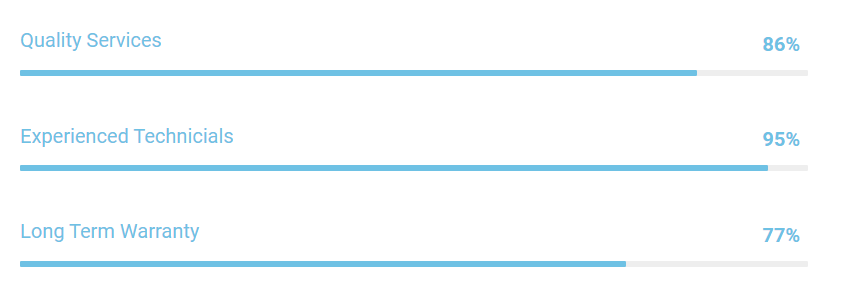 Quality Services 86%
Experienced Technicials 95%
Long Term Warranty 77%